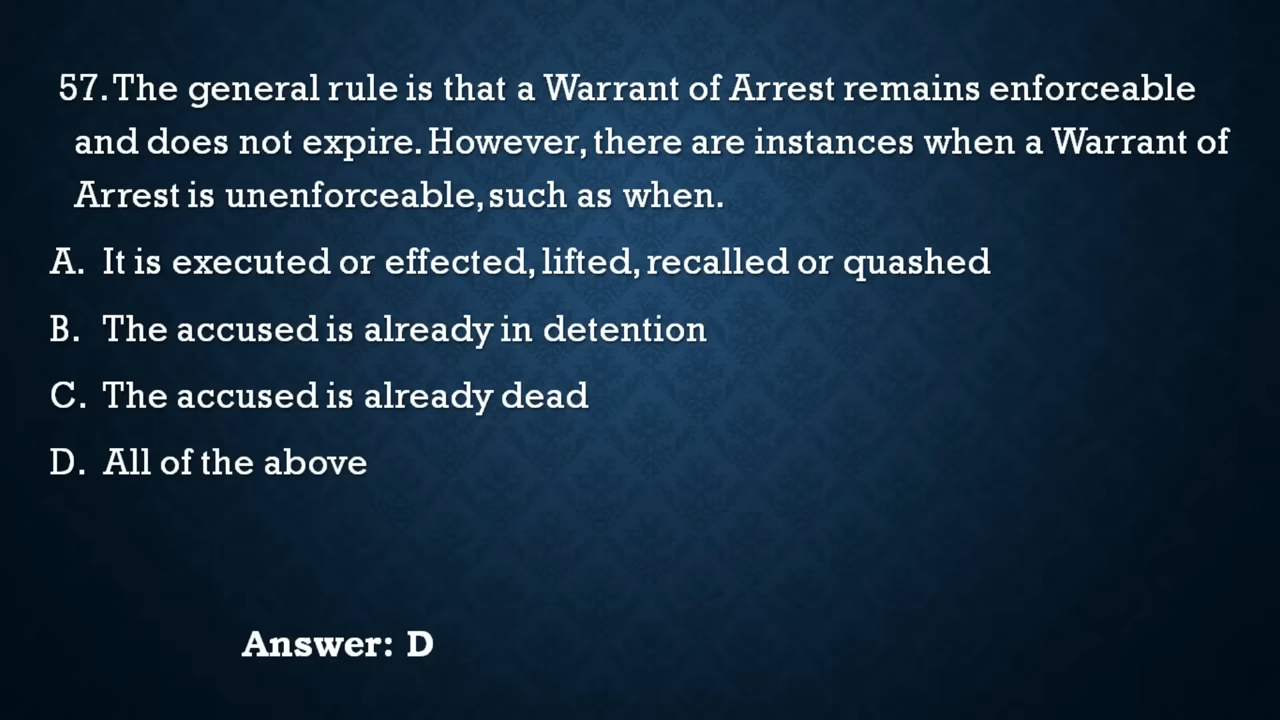 57. The general rule is that a Warrant of Arrest remains enforceable
and does not expire. However, there are instances when a Warrant of
Arrest is unenforceable, such as when.
A. It is executed or effected, lifted, recalled or quashed
B. The accused is already in detention
C. The accused is already dead
D. All of the above
Answer: D